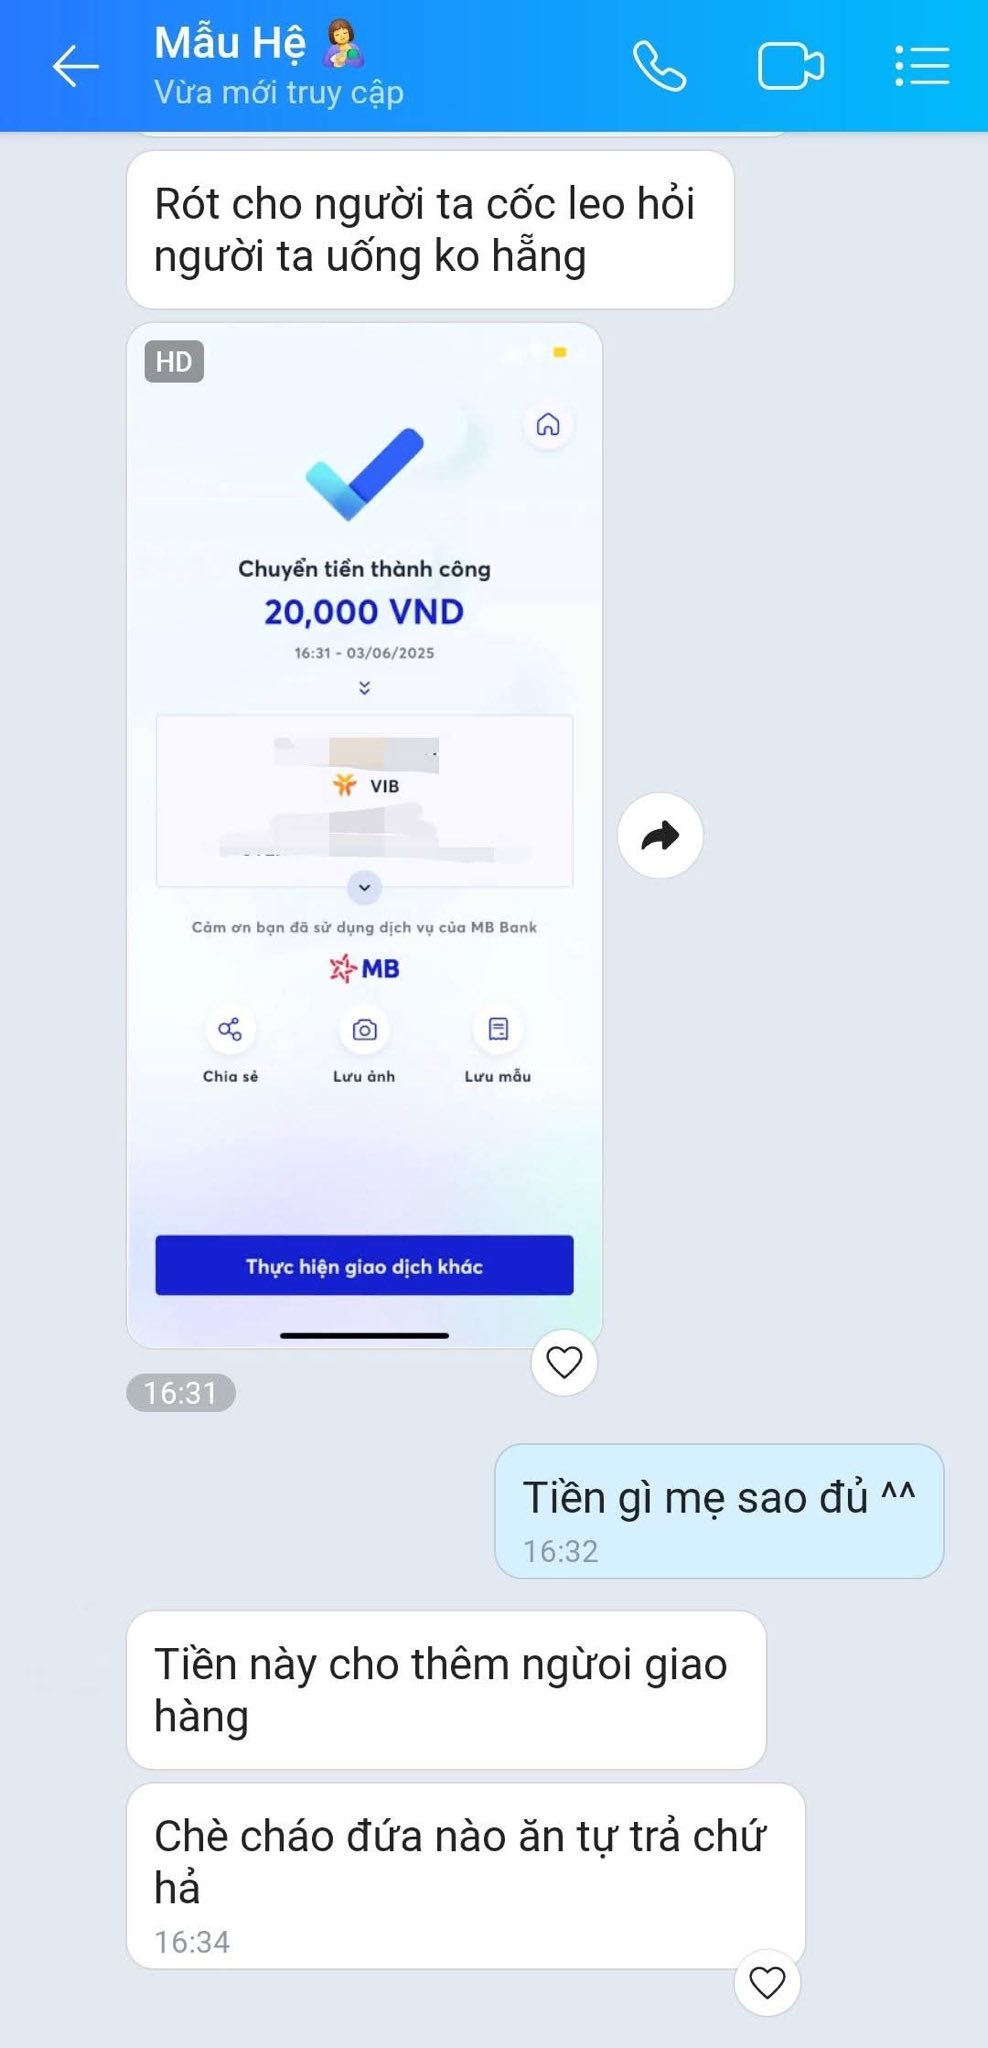 Mẫu Hệ
Vừa mới truy cập
Rót cho người ta cốc leo hỏi
người ta uống ko hẵng
HD
Chuyển tiền thành công
20,000 VND
16:31 - 03/06/2025
VIB
Cảm ơn bạn đã sử dụng dịch vụ của MB Bank
MB
Chia sẻ
Lưu ảnh
Lưu mẫu
Thực hiện giao dịch khác
16:31
Tiền gì mẹ sao đủ ^^
16:32
Tiền này cho thêm ngừoi giao
hàng
Chè cháo đứa nào ăn tự trả chứ
hả
16:34